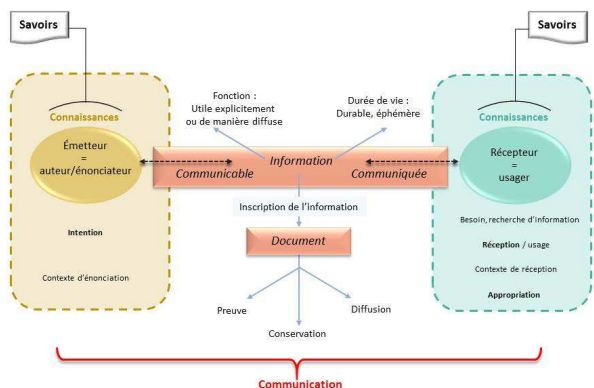 Savoirs
Savoirs
Connaissances
Émetteur
=
auteur/énonciateur
Intention
Contexte d'énonciation
Fonction :
Utile explicitement
ou de manière diffuse
Durée de vie :
Durable, éphémère
Information
Communicable
Communiquée
Inscription de l'information
Document
Preuve
Conservation
Diffusion
Connaissances
Récepteur
=
usager
Besoin, recherche d'information
Réception / usage
Contexte de réception
Appropriation
Communication